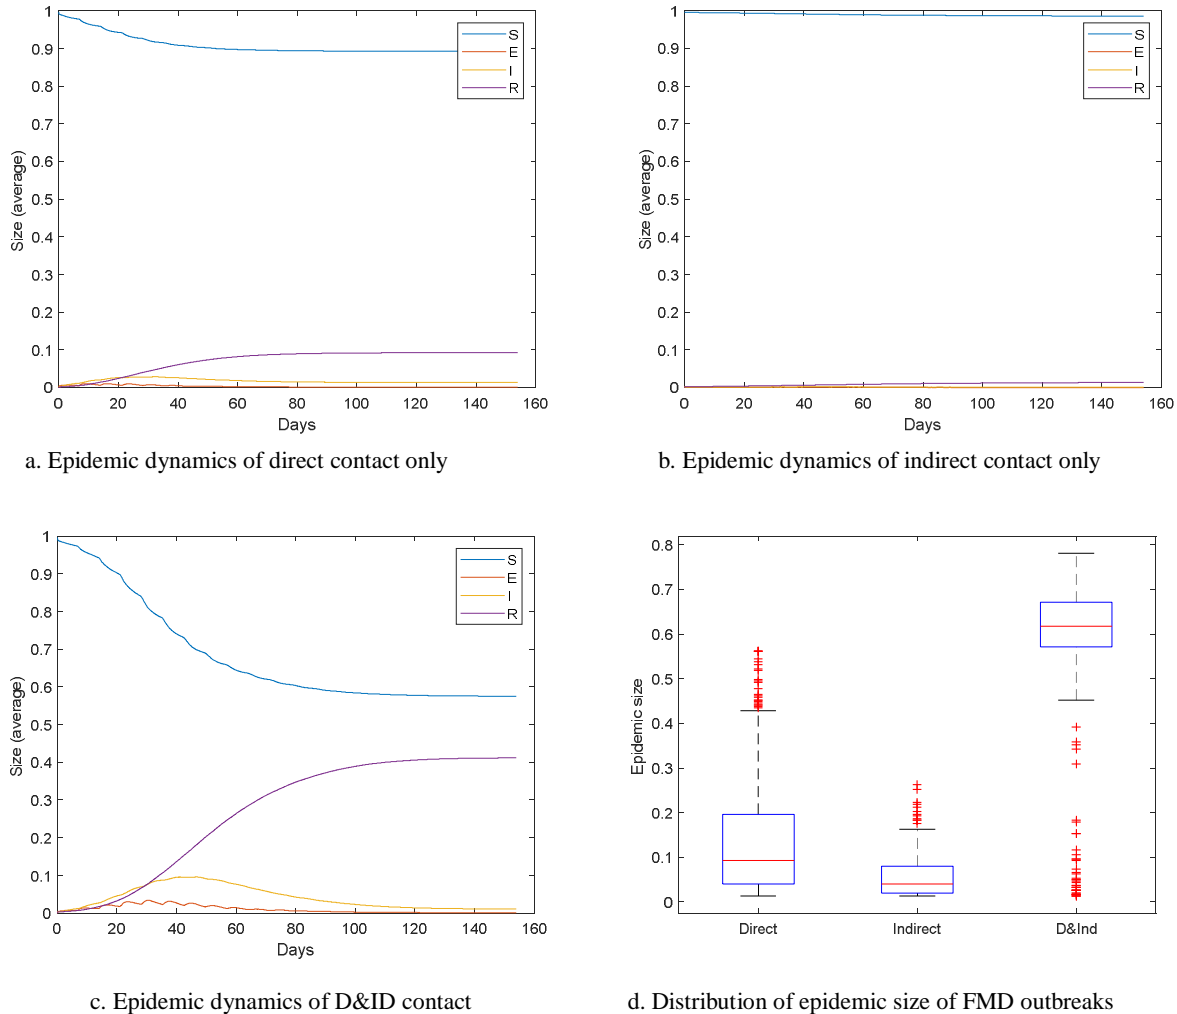 1
0.9
0.8
0.7
0.6
0.5
0.4
0.3
0.2
0.1
0
Size (average)
0 20 40 60 80 100 120 140 160
Days
S
E
I
R
a. Epidemic dynamics of direct contact only
1
0.9
0.8
0.7
0.6
0.5
0.4
0.3
0.2
0.1
0
Size (average)
0 20 40 60 80 100 120 140 160
Days
S
E
I
R
b. Epidemic dynamics of indirect contact only
1
0.9
0.8
0.7
0.6
0.5
0.4
0.3
0.2
0.1
0
Size (average)
0 20 40 60 80 100 120 140 160
Days
S
E
I
R
c. Epidemic dynamics of D&ID contact
0.8
0.7
0.6
0.5
0.4
0.3
0.2
0.1
0
Epidemic size
Direct Indirect D&Ind
d. Distribution of epidemic size of FMD outbreaks